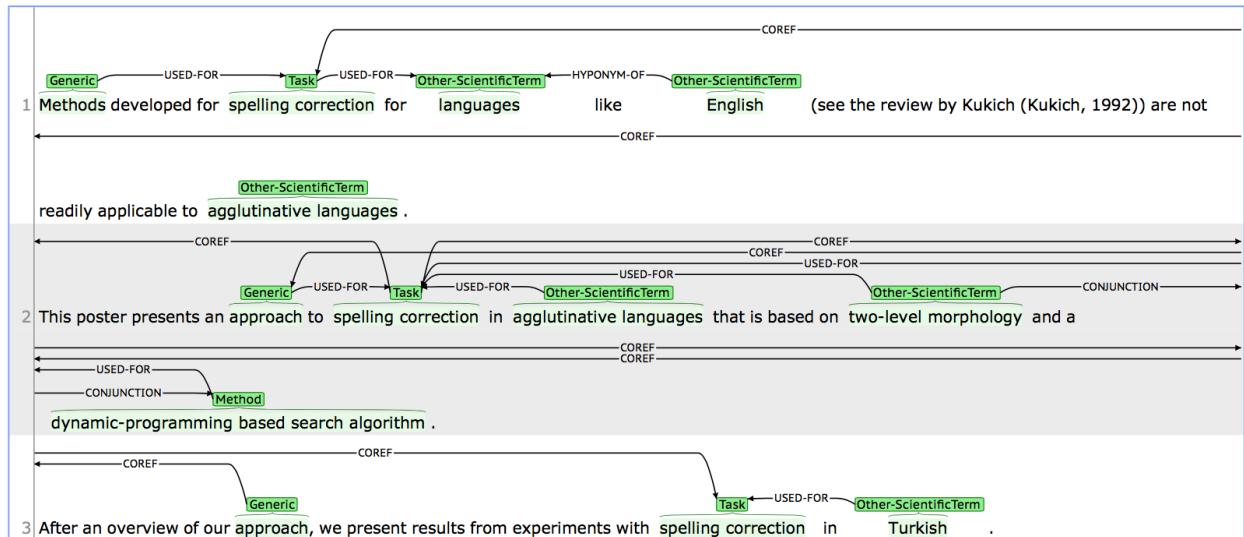 COREF
Generic USED-FOR Task USED-FOR Other-ScientificTerm HYPONYM-OF Other-ScientificTerm
1 Methods developed for spelling correction for languages like English (see the review by Kukich (Kukich, 1992)) are not
COREF
Other-ScientificTerm
readily applicable to agglutinative languages .
COREF COREF
COREF
USED-FOR
USED-FOR
Generic USED-FOR Task USED-FOR Other-ScientificTerm Other-ScientificTerm CONJUNCTION
2 This poster presents an approach to spelling correction in agglutinative languages that is based on two-level morphology and a
COREF
COREF
USED-FOR
CONJUNCTION Method
dynamic-programming based search algorithm .
COREF
COREF
Generic Task USED-FOR Other-ScientificTerm
3 After an overview of our approach, we present results from experiments with spelling correction in Turkish .